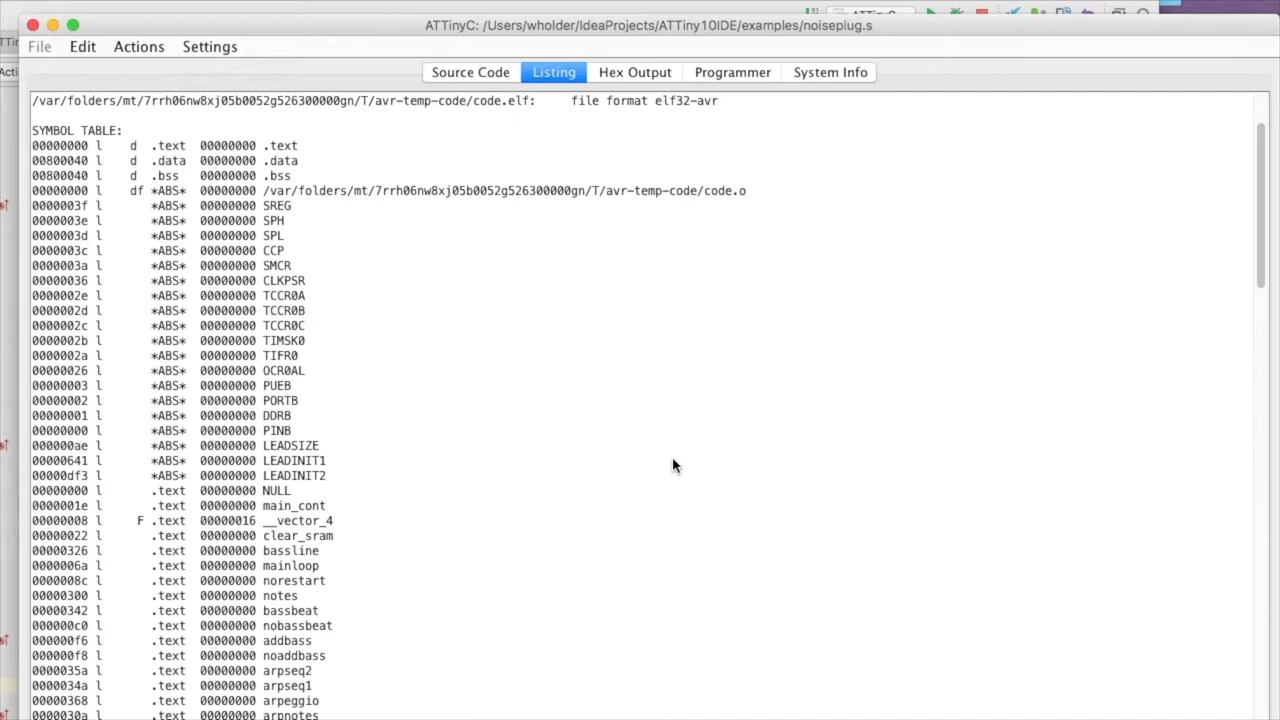 ATTinyC: /Users/wholder/IdeaProjects/ATTiny10IDE/examples/noiseplug.s
File Edit Actions Settings
Source Code Listing Hex Output Programmer System Info
/var/folders/mt/7rrh06nw8xj05b0052g526300000gn/T/avr-temp-code/code.elf:     file format elf32-avr
SYMBOL TABLE:
00000000 l    d  .text  00000000 .text
00800040 l    d  .data  00000000 .data
00800040 l    d  .bss   00000000 .bss
00000000 l    df *ABS*  00000000 /var/folders/mt/7rrh06nw8xj05b0052g526300000gn/T/avr-temp-code/code.o
0000003f l       *ABS*  00000000 SREG
0000003e l       *ABS*  00000000 SPH
0000003d l       *ABS*  00000000 SPL
0000003c l       *ABS*  00000000 CCP
0000003a l       *ABS*  00000000 SMCR
00000036 l       *ABS*  00000000 CLKPSR
0000002e l       *ABS*  00000000 TCCR0A
0000002d l       *ABS*  00000000 TCCR0B
0000002c l       *ABS*  00000000 TCCR0C
0000002b l       *ABS*  00000000 TIMSK0
0000002a l       *ABS*  00000000 TIFR0
00000026 l       *ABS*  00000000 OCR0AL
00000003 l       *ABS*  00000000 PUEB
00000002 l       *ABS*  00000000 PORTB
00000001 l       *ABS*  00000000 DDRB
00000000 l       *ABS*  00000000 PINB
000000ae l       *ABS*  00000000 LEADSIZE
00000641 l       *ABS*  00000000 LEADINIT1
00000df3 l       *ABS*  00000000 LEADINIT2
00000000 l       .text  00000000 NULL
0000001e l       .text  00000000 main_cont
00000008 l     F .text  00000016 __vector_4
00000022 l       .text  00000000 clear_sram
00000326 l       .text  00000000 bassline
0000006a l       .text  00000000 mainloop
0000008c l       .text  00000000 norestart
00000300 l       .text  00000000 notes
00000342 l       .text  00000000 bassbeat
000000c0 l       .text  00000000 nobassbeat
000000f6 l       .text  00000000 addbass
000000f8 l       .text  00000000 noaddbass
0000035a l       .text  00000000 arpseq2
0000034a l       .text  00000000 arpseq1
00000368 l       .text  00000000 arpeggio
0000030a l       .text  00000000 arpnotes